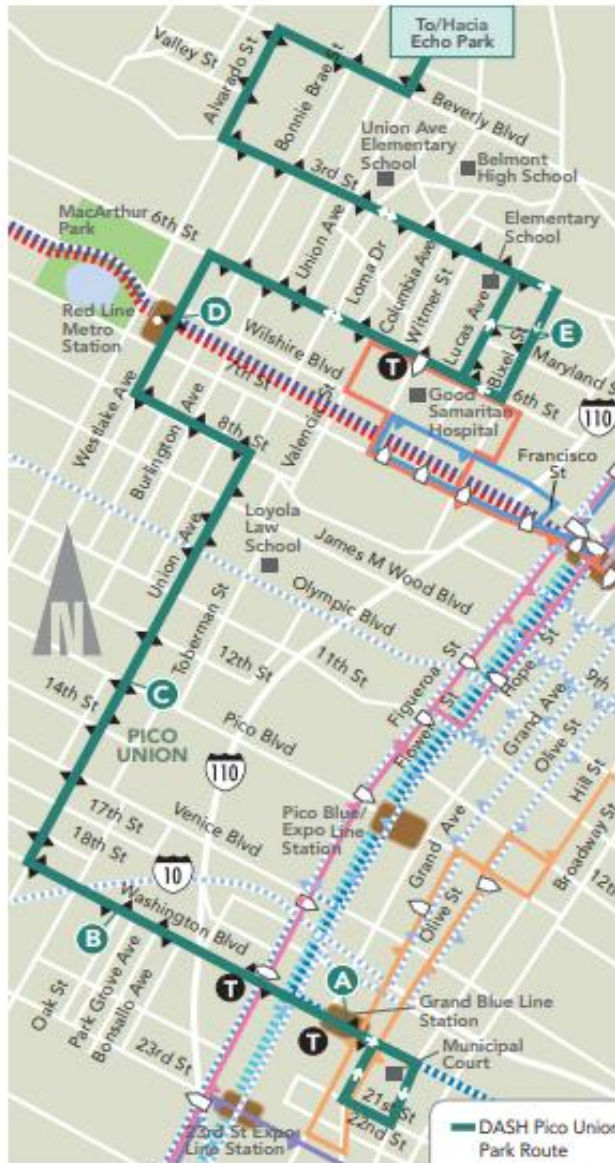 To/Hacia
Echo Park
Valley St
Alvarado St
Bonnie Brae St
Beverly Blvd
Union Ave
Elementary
School
Belmont
High School
3rd St
MacArthur
Park
6th St
Union Ave
Loma Dr
Columbia Ave
Witmer St
Elementary
School
Lucas Ave
Bixel St
E
Maryland S
Red Line
Metro
Station
D
Wilshire Blvd
7th St
T
6th St
Good
Samaritan
Hospital
110
Westlake Ave
Burlington Ave
8th St
Valencia St
Francisco
St
Loyola
Law
School
James M Wood Blvd
Union Ave
Olympic Blvd
N
Toberman St
12th St
11th St
Figueroa St
Flower St
Hope St
9th
Grand Ave
Olive St
C
14th St
PICO
UNION
Pico Blvd
110
Hill St
Broadway St
17th St
18th St
Venice Blvd
Pico Blue/
Expo Line
Station
Grand Ave
Olive St
12th
10
B
Washington Blvd
A
T
T
Grand Blue Line
Station
Oak St
Park Grove Ave
Bonsallo Ave
23rd St
Municipal
Court
21st St
22nd St
23rd St Expo
Line Station
DASH Pico Union
Park Route